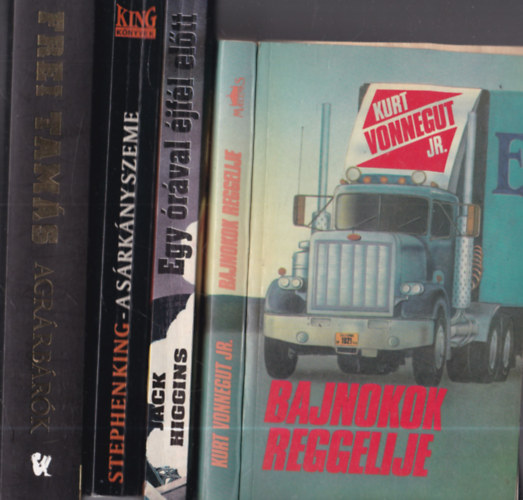 FREI TAMÁS AGRÁRBÁRÓK
KING
KÖNYVEK
STEPHEN KING - A SÁRKÁNY SZEME
Egy órával éjfél előtt
JACK
HIGGINS
KURT VONNEGUT JR. BAJNOKOK REGGELIJE
KURT
VONNEGUT
JR.
E
BAJNOKOK
REGGELIJE